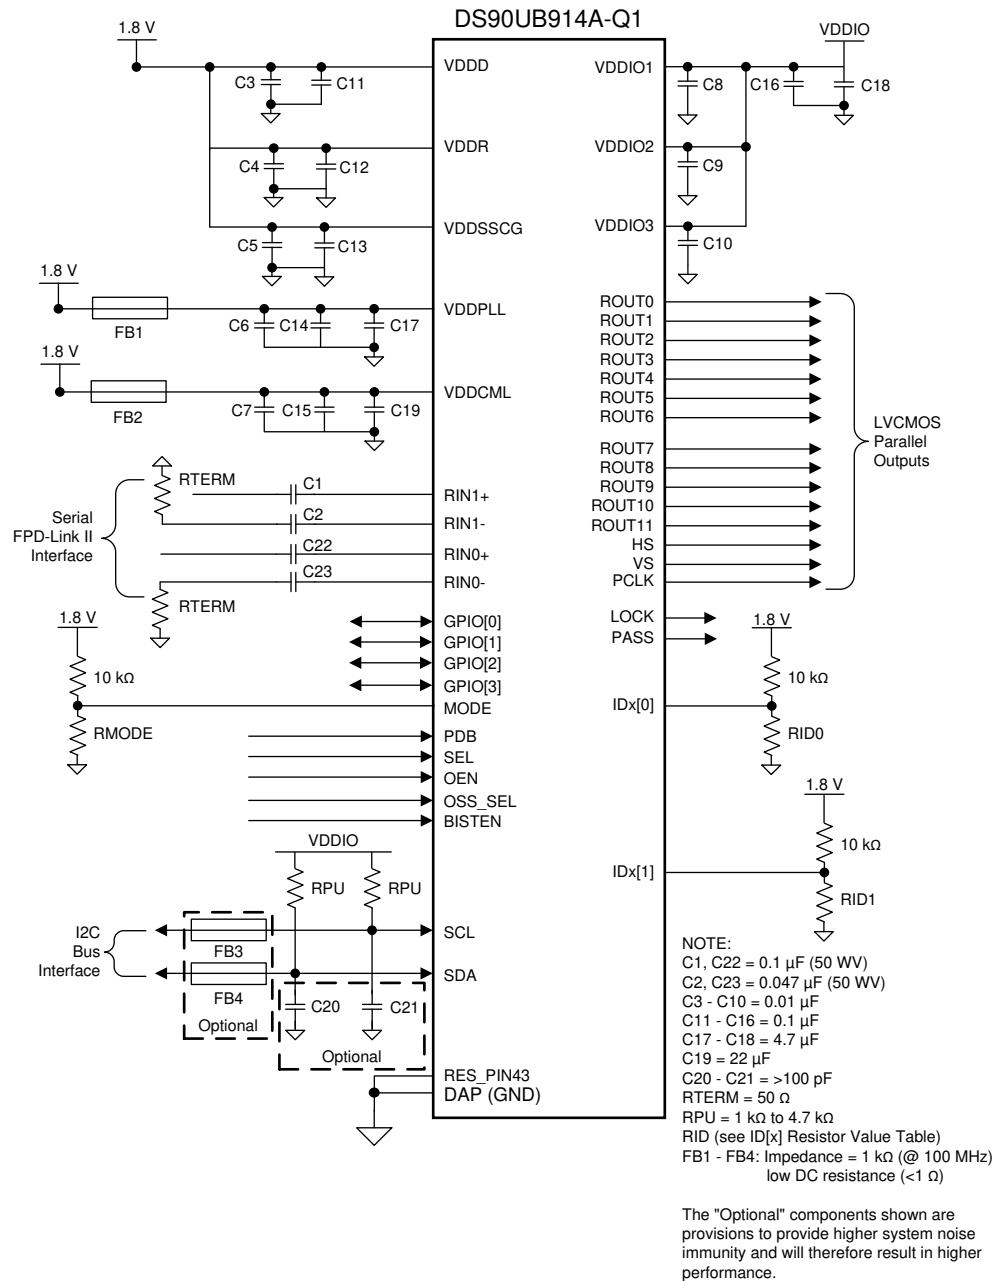 DS90UB914A-Q1
1.8 V
VDDIO
VDDD
VDDIO1
C3
C11
C8
C16
C18
VDDR
VDDIO2
C4
C12
C9
VDDSSCG
VDDIO3
C5
C13
C10
1.8 V
VDDPLL
FB1
C6
C14
C17
1.8 V
VDDCML
FB2
C7
C15
C19
ROUT0
ROUT1
ROUT2
ROUT3
ROUT4
ROUT5
ROUT6
ROUT7
ROUT8
ROUT9
ROUT10
ROUT11
HS
VS
PCLK
LVCMOS
Parallel
Outputs
Serial
FPD-Link II
Interface
RTERM
C1
RIN1+
C2
RIN1-
C22
RIN0+
C23
RIN0-
RTERM
GPIO[0]
GPIO[1]
GPIO[2]
GPIO[3]
LOCK
PASS
1.8 V
10 kΩ
MODE
RMODE
1.8 V
10 kΩ
IDx[0]
RID0
PDB
SEL
OEN
OSS_SEL
BISTEN
1.8 V
10 kΩ
IDx[1]
RID1
VDDIO
RPU
RPU
I2C
Bus
Interface
FB3
SCL
FB4
SDA
Optional
C20
C21
Optional
RES_PIN43
DAP (GND)
NOTE:
C1, C22 = 0.1 µF (50 WV)
C2, C23 = 0.047 µF (50 WV)
C3 - C10 = 0.01 µF
C11 - C16 = 0.1 µF
C17 - C18 = 4.7 µF
C19 = 22 µF
C20 - C21 = >100 pF
RTERM = 50 Ω
RPU = 1 kΩ to 4.7 kΩ
RID (see ID[x] Resistor Value Table)
FB1 - FB4: Impedance = 1 kΩ (@ 100 MHz)
low DC resistance (<1 Ω)
The "Optional" components shown are
provisions to provide higher system noise
immunity and will therefore result in higher
performance.